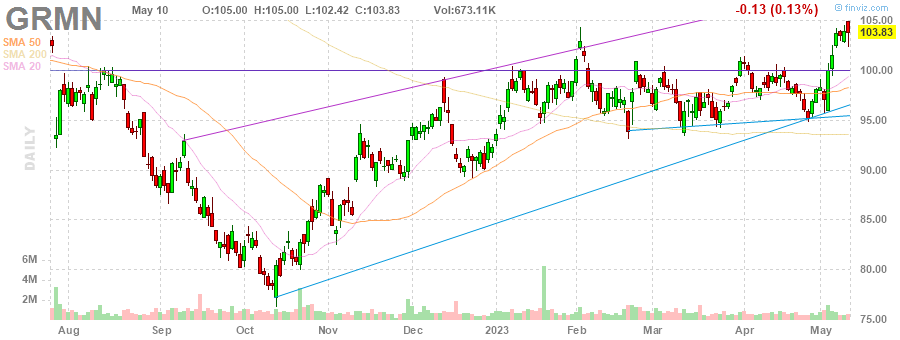 GRMN May 10 O:105.00 H:105.00 L:102.42 C:103.83 Vol:673.11K -0.13 (0.13%) © finviz.com
105.00
SMA 50
SMA 200
SMA 20
103.83
100.00
95.00
90.00
85.00
80.00
75.00
DAILY
6M
4M
2M
Aug Sep Oct Nov Dec 2023 Feb Mar Apr May